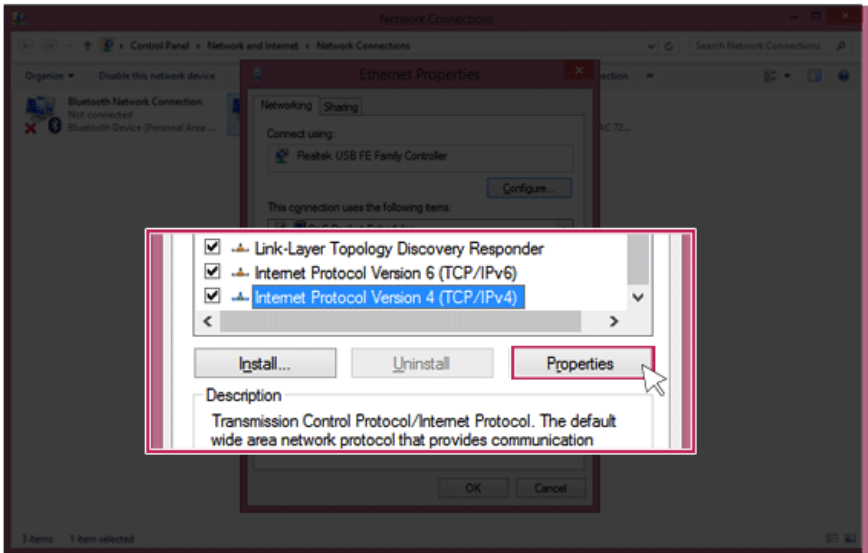 Network Connections
Control Panel Network and Internet Network Connections Search Network Connections
Organize Disable this network device
Bluetooth Network Connection
Not connected
Bluetooth Device (Personal Area ...
Ethernet Properties
Networking Sharing
Connect using:
Realtek USB FE Family Controller
Configure...
This connection uses the following items:
Link-Layer Topology Discovery Responder
Internet Protocol Version 6 (TCP/IPv6)
Internet Protocol Version 4 (TCP/IPv4)
Install... Uninstall Properties
Description
Transmission Control Protocol/Internet Protocol. The default
wide area network protocol that provides communication
OK Cancel
3 items 1 item selected